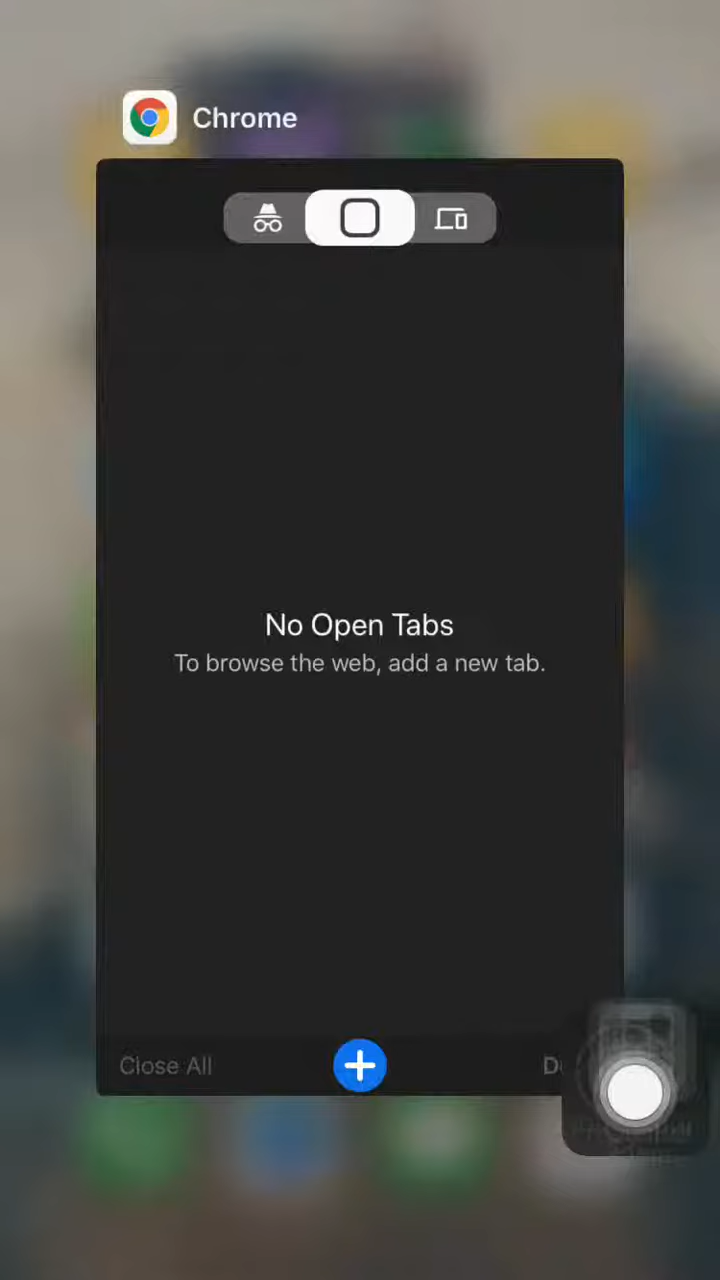 Chrome
No Open Tabs
To browse the web, add a new tab.
Close All